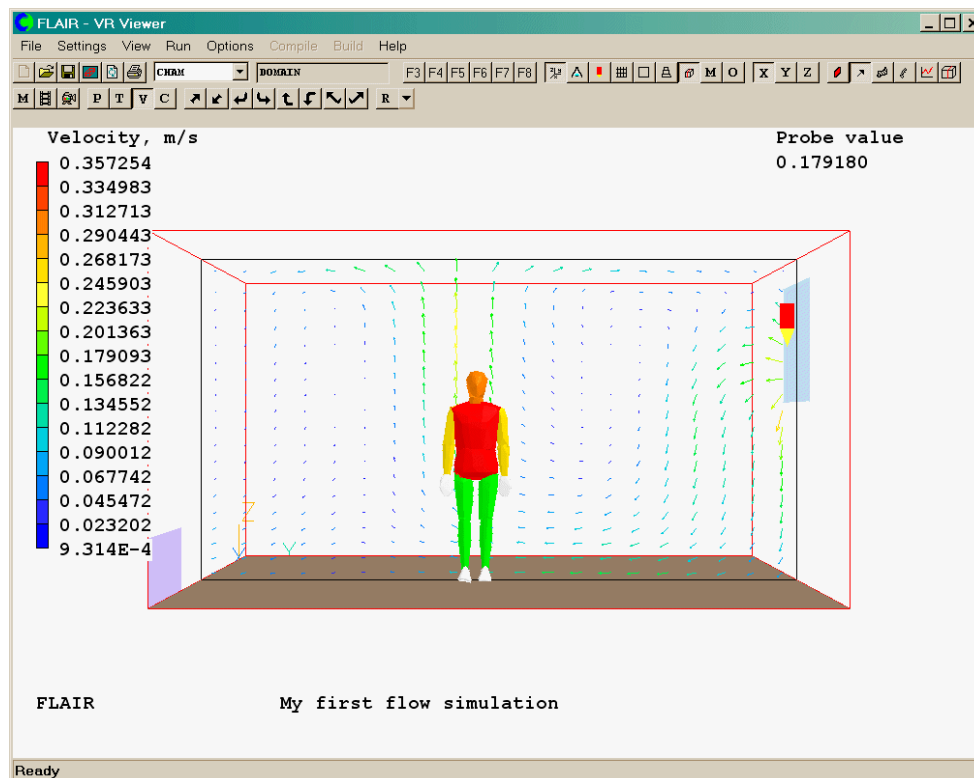 FLAIR - VR Viewer
File Settings View Run Options Compile Build Help
CHAM DOMAIN F3 F4 F5 F6 F7 F8 M O X Y Z
M P T V C R
Velocity, m/s
Probe value
0.357254
0.179180
0.334983
0.312713
0.290443
0.268173
0.245903
0.223633
0.201363
0.179093
0.156822
0.134552
0.112282
0.090012
0.067742
0.045472
0.023202
9.314E-4
Z
Y
FLAIR My first flow simulation
Ready